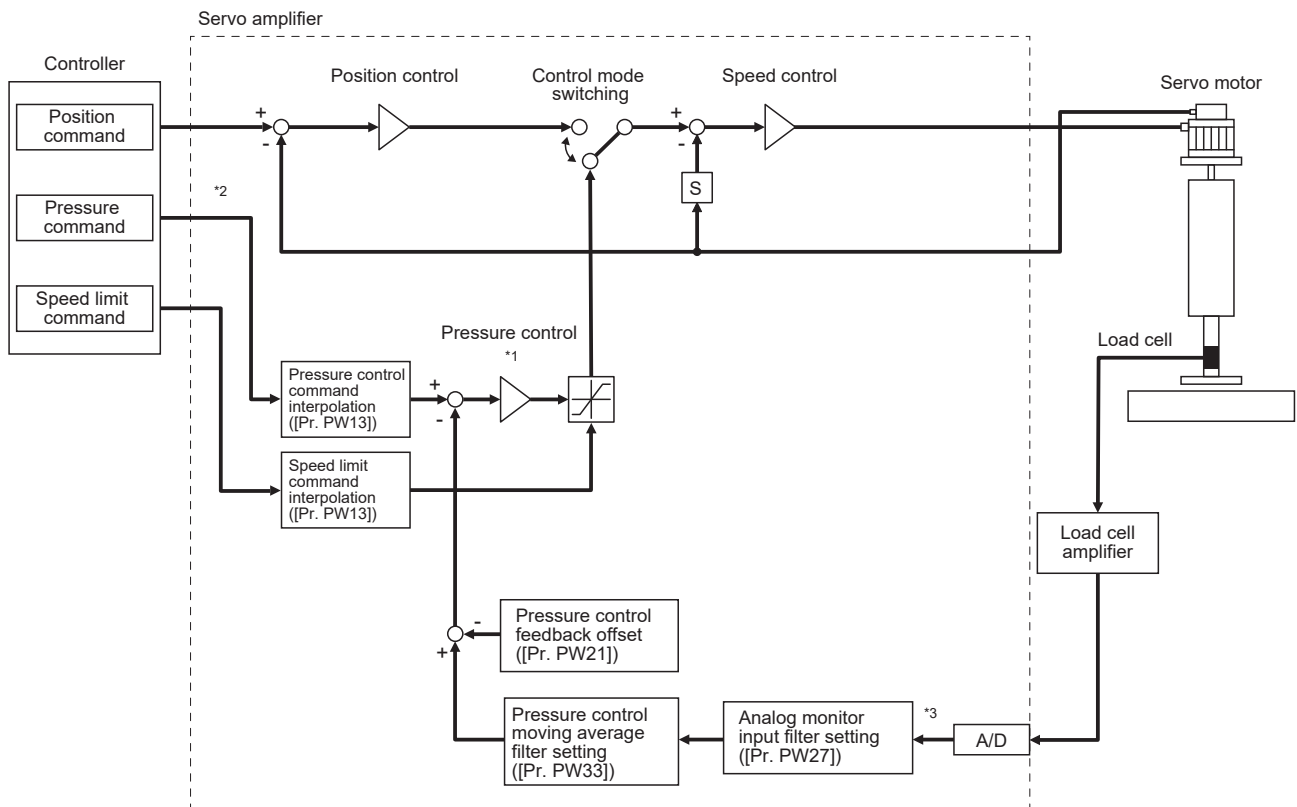 Servo amplifier
Controller
Position control
Control mode
switching
Speed control
Servo motor
Position
command
+
-
+
-
S
*2
Pressure
command
Speed limit
command
Pressure control
*1
Load cell
Pressure control
command
interpolation
([Pr. PW13])
+
-
Speed limit
command
interpolation
([Pr. PW13])
Load cell
amplifier
Pressure control
feedback offset
([Pr. PW21])
-
+
Pressure control
moving average
filter setting
([Pr. PW33])
Analog monitor
input filter setting
([Pr. PW27])
*3
A/D